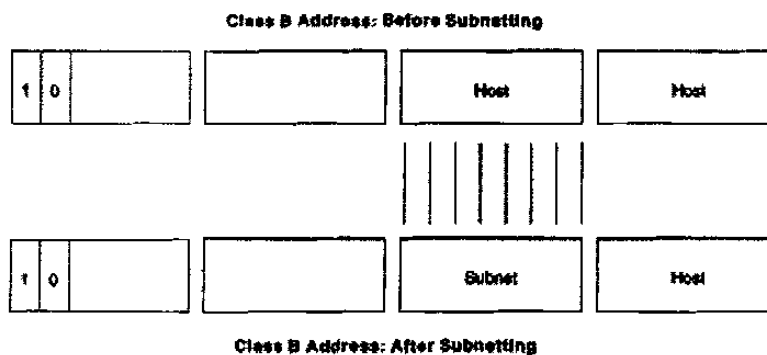 Class B Address: Before Subnetting
1 0 Host Host
1 0 Subnet Host
Class B Address: After Subnetting